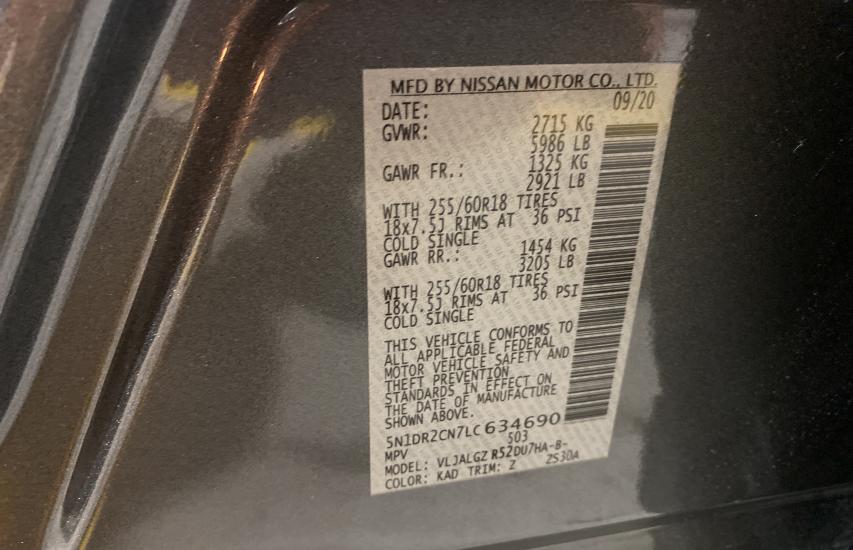 MFD BY NISSAN MOTOR CO., LTD.
DATE: 09/20
GVWR: 2715 KG
5986 LB
GAWR FR.: 1325 KG
2921 LB
WITH 255/60R18 TIRES
18x7.5J RIMS AT 36 PSI
COLD SINGLE
GAWR RR.: 1454 KG
3205 LB
WITH 255/60R18 TIRES
18x7.5J RIMS AT 36 PSI
COLD SINGLE
THIS VEHICLE CONFORMS TO
ALL APPLICABLE FEDERAL
MOTOR VEHICLE SAFETY AND
THEFT PREVENTION
STANDARDS IN EFFECT ON
THE DATE OF MANUFACTURE
SHOWN ABOVE.
5N1DR2CN7LC634690
MPV 503
MODEL: VLJALGZ R52DU7HA-B-
COLOR: KAD TRIM: Z ZS30A